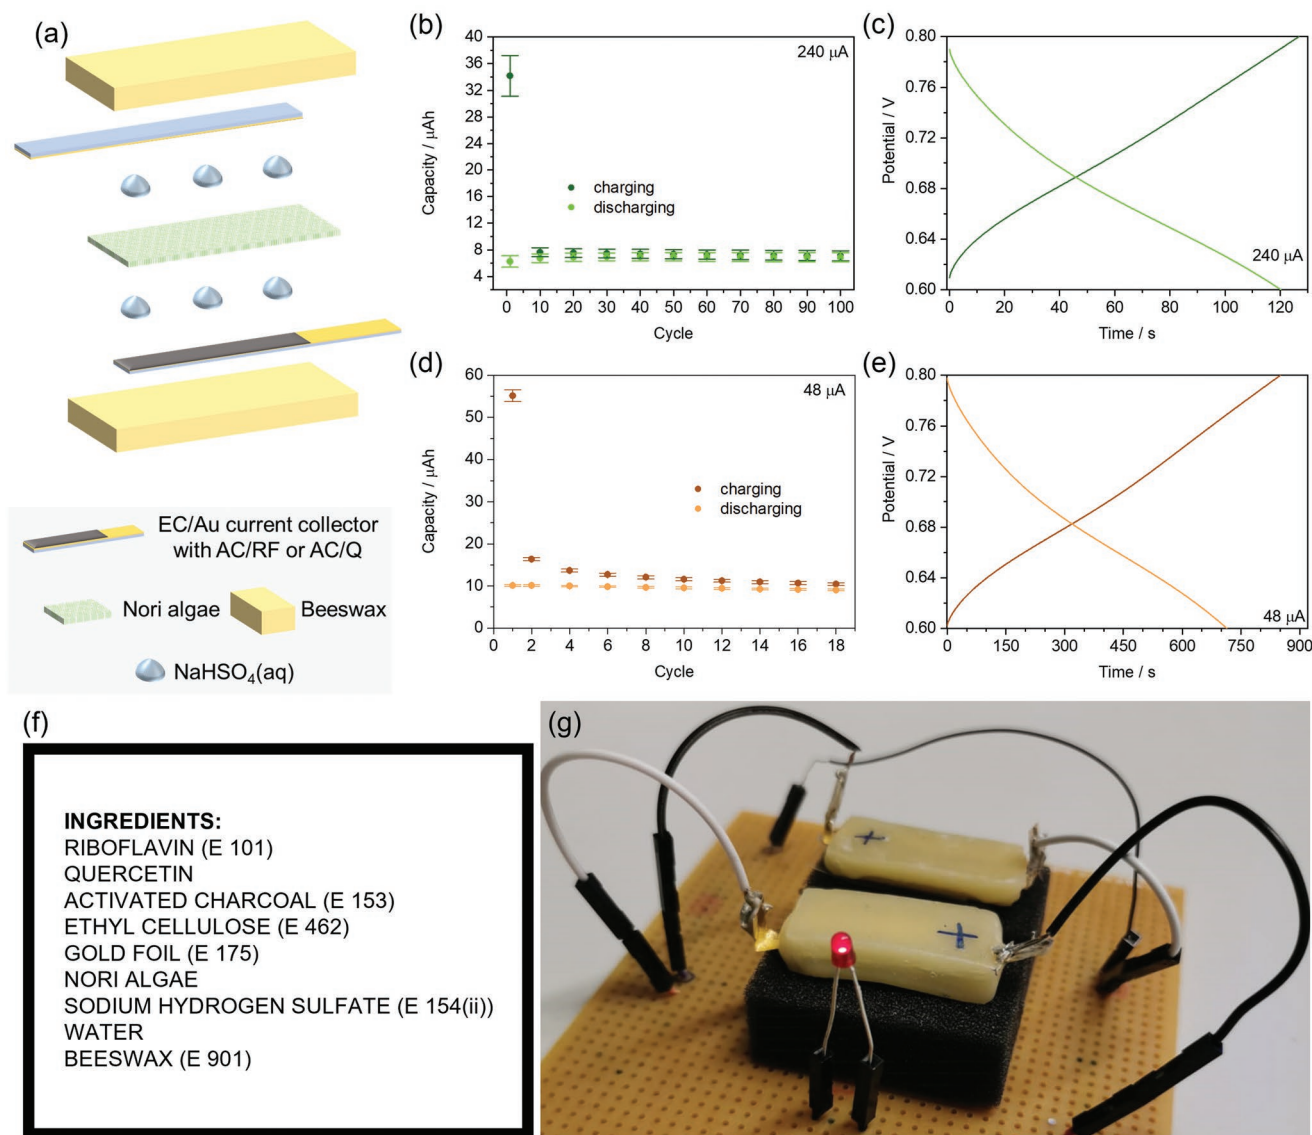 (a)
EC/Au current collector
with AC/RF or AC/Q
Nori algae
Beeswax
NaHSO₄(aq)
(b)
240 µA
40
36
32
28
24
20
16
12
8
4
Capacity / µAh
charging
discharging
0 10 20 30 40 50 60 70 80 90 100
Cycle
(c)
0.80
0.76
0.72
0.68
0.64
0.60
Potential / V
240 µA
0 20 40 60 80 100 120
Time / s
(d)
48 µA
60
50
40
30
20
10
0
Capacity / µAh
charging
discharging
0 2 4 6 8 10 12 14 16 18
Cycle
(e)
0.80
0.76
0.72
0.68
0.64
0.60
Potential / V
48 µA
0 150 300 450 600 750 900
Time / s
(f)
INGREDIENTS:
RIBOFLAVIN (E 101)
QUERCETIN
ACTIVATED CHARCOAL (E 153)
ETHYL CELLULOSE (E 462)
GOLD FOIL (E 175)
NORI ALGAE
SODIUM HYDROGEN SULFATE (E 154(ii))
WATER
BEESWAX (E 901)
(g)
+
+